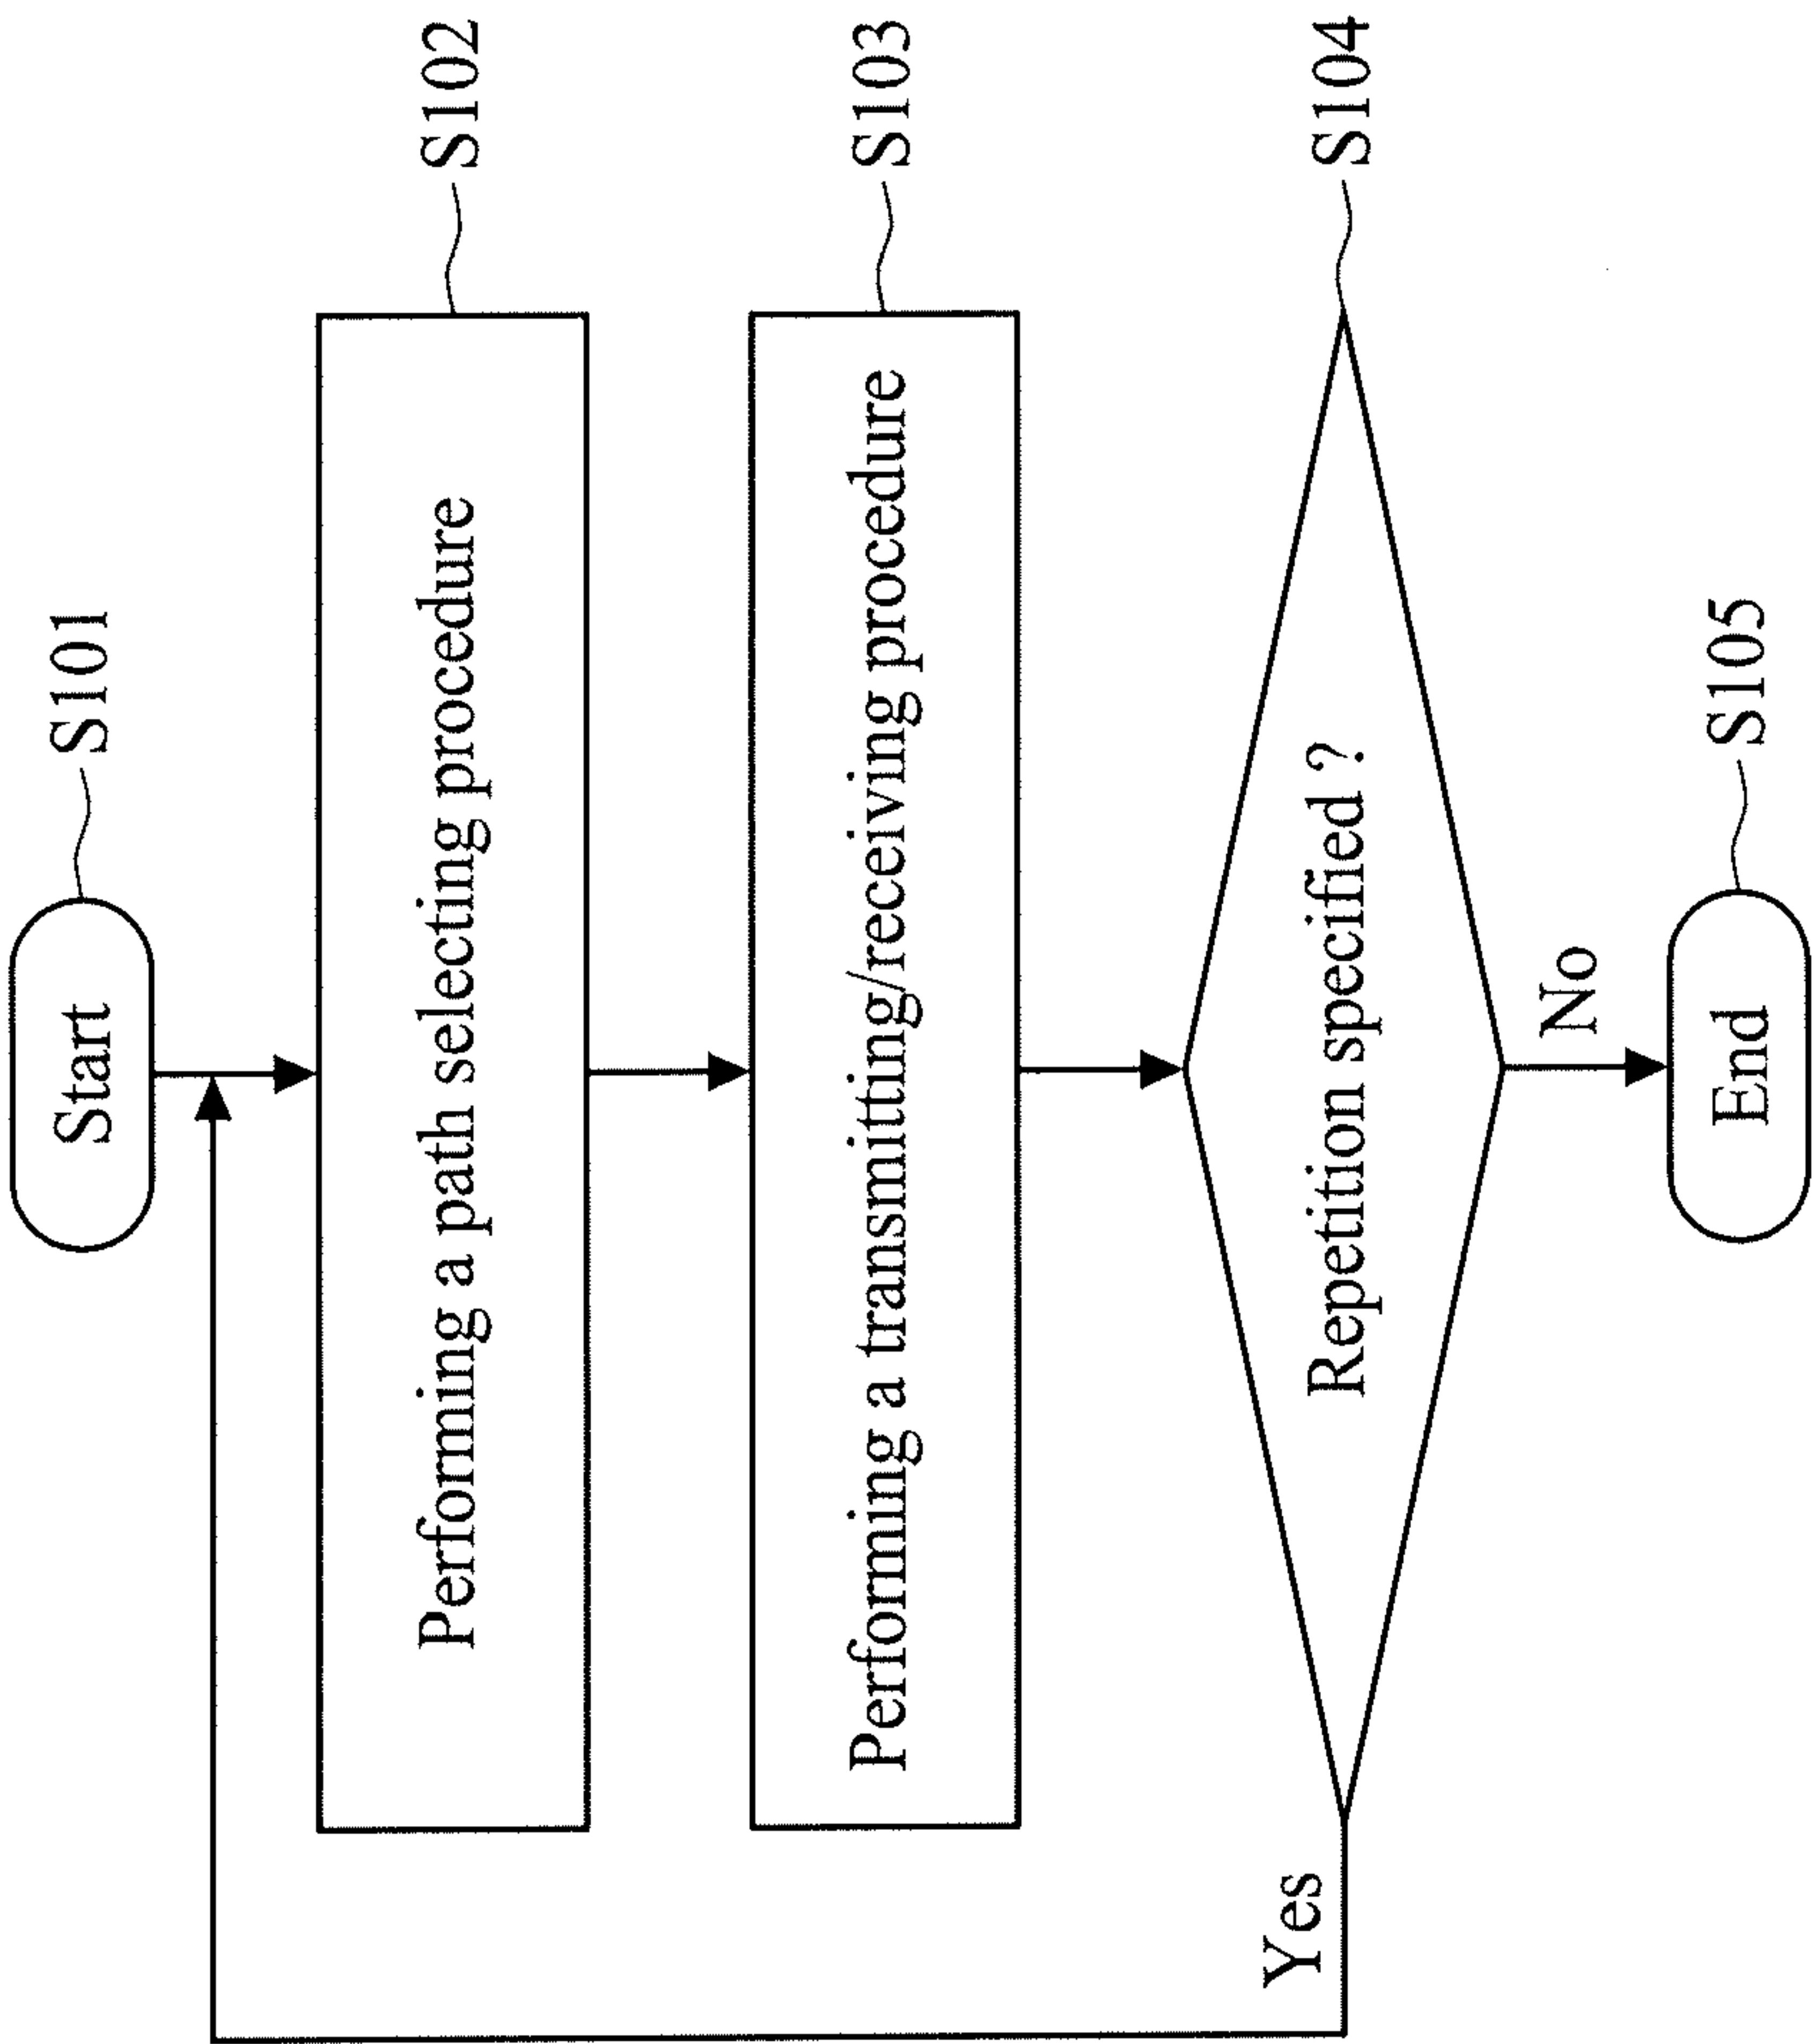 Start
S101
Performing a path selecting procedure
S102
Performing a transmitting/receiving procedure
S103
Repetition specified ?
S104
Yes
No
End
S105